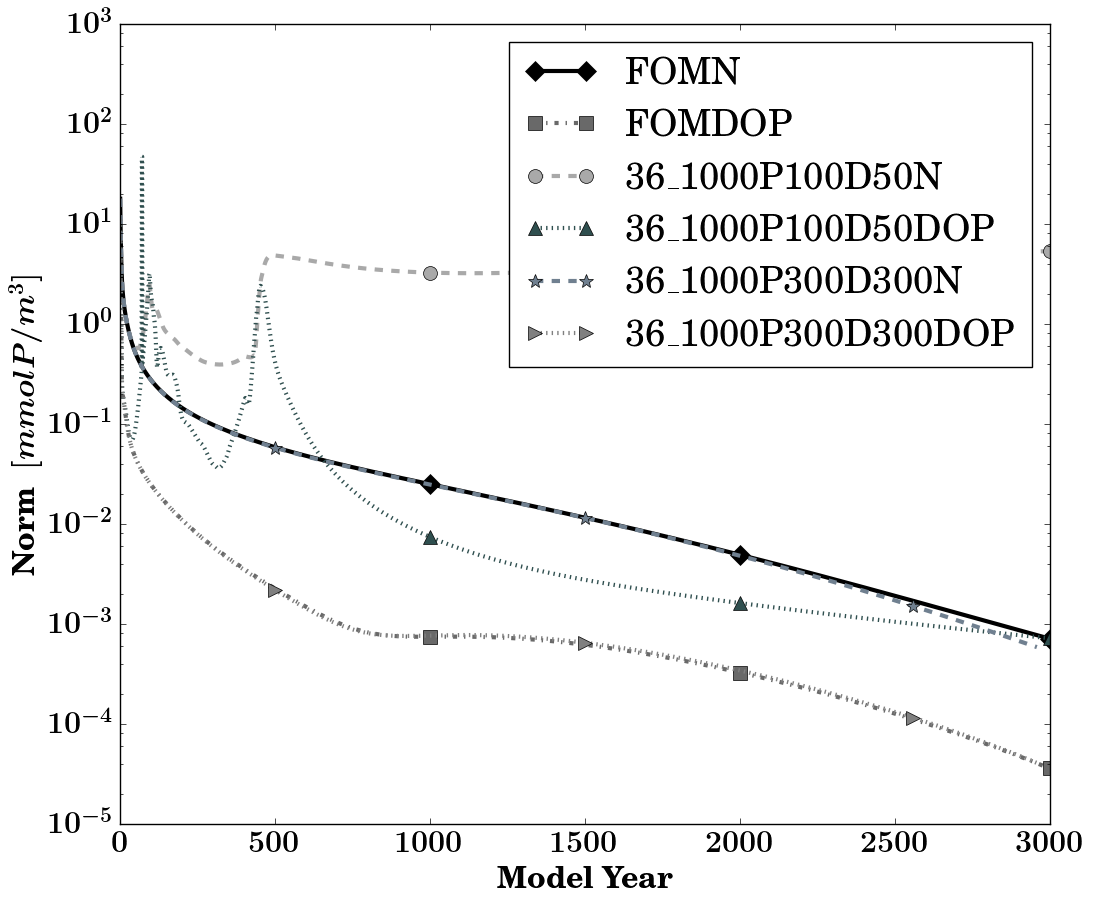 10^3
10^2
10^1
10^0
10^−1
10^−2
10^−3
10^−4
10^−5
Norm [mmolP/m^3]
FOMN
FOMDOP
36_1000P100D50N
36_1000P100D50DOP
36_1000P300D300N
36_1000P300D300DOP
0 500 1000 1500 2000 2500 3000
Model Year